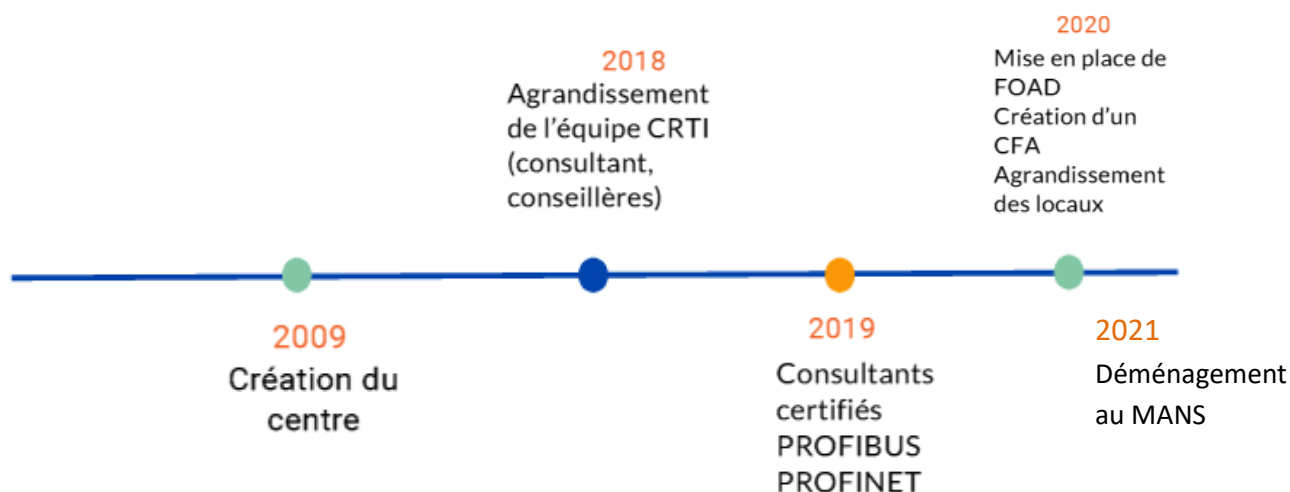 2009
Création du
centre
2018
Agrandissement
de l'équipe CRTI
(consultant,
conseillères)
2019
Consultants
certifiés
PROFIBUS
PROFINET
2020
Mise en place de
FOAD
Création d'un
CFA
Agrandissement
des locaux
2021
Déménagement
au MANS